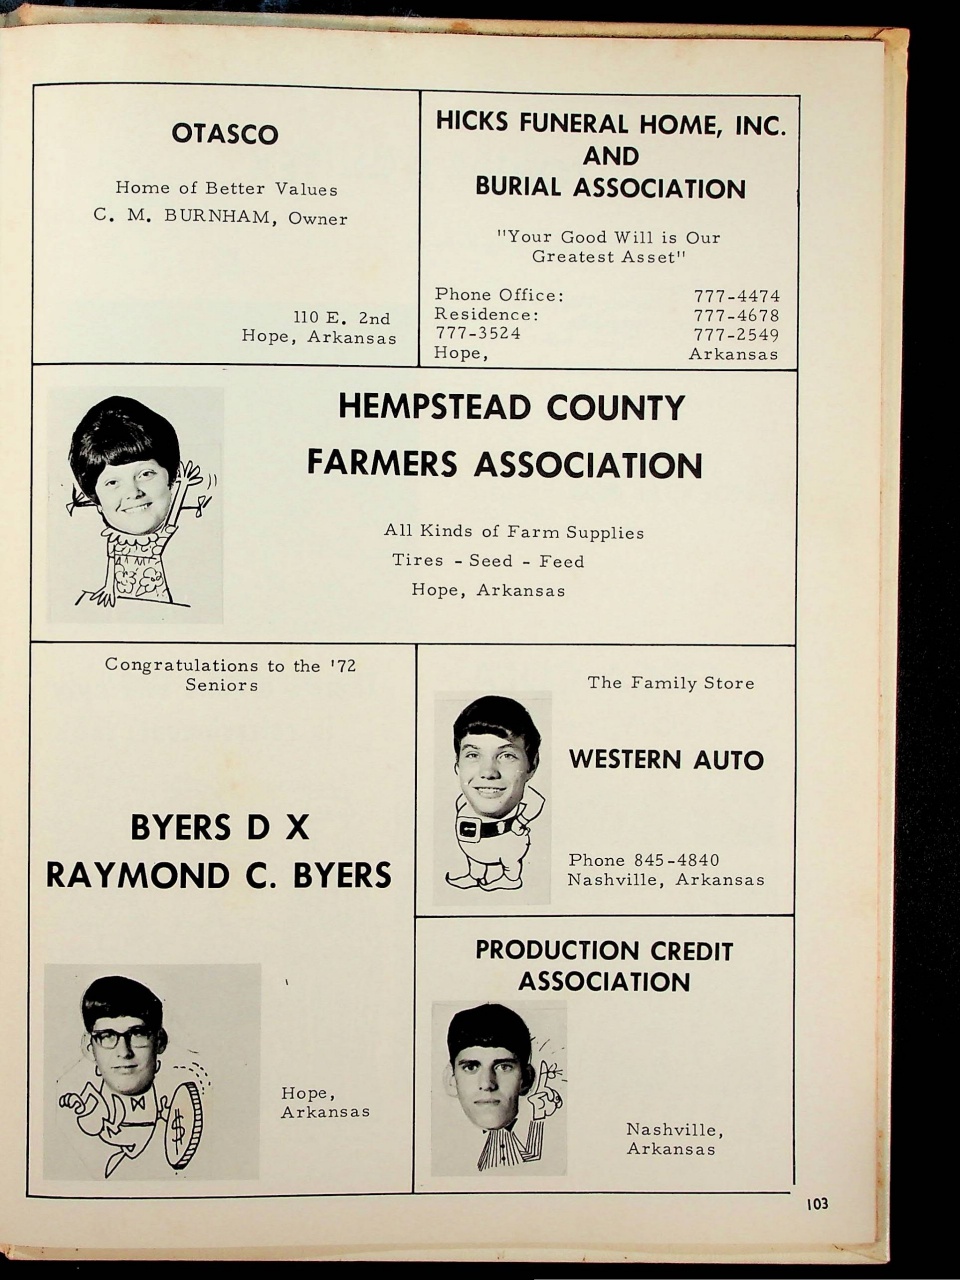 OTASCO
Home of Better Values
C. M. BURNHAM, Owner
110 E. 2nd
Hope, Arkansas
HICKS FUNERAL HOME, INC.
AND
BURIAL ASSOCIATION
"Your Good Will is Our
Greatest Asset"
Phone Office: 777-4474
Residence: 777-4678
777-3524 777-2549
Hope, Arkansas
HEMPSTEAD COUNTY
FARMERS ASSOCIATION
All Kinds of Farm Supplies
Tires - Seed - Feed
Hope, Arkansas
Congratulations to the '72
Seniors
BYERS D X
RAYMOND C. BYERS
$
Hope,
Arkansas
The Family Store
WESTERN AUTO
Phone 845-4840
Nashville, Arkansas
PRODUCTION CREDIT
ASSOCIATION
Nashville,
Arkansas
103